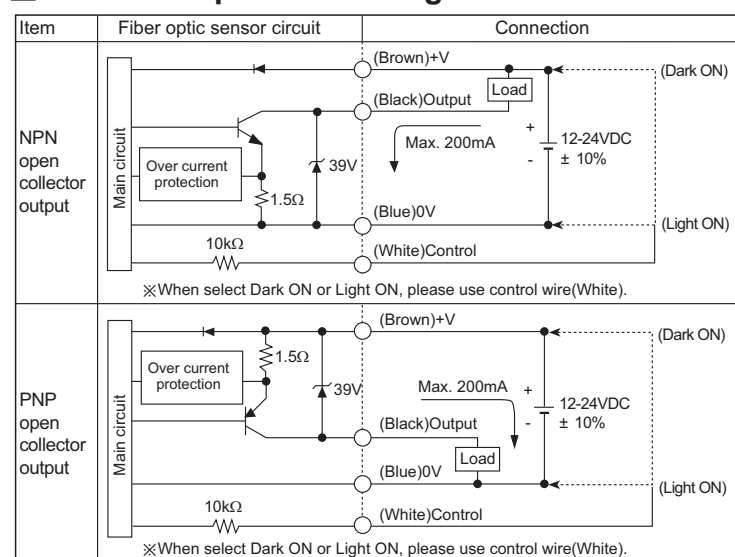 Item
Fiber optic sensor circuit
Connection
NPN
open
collector
output
Main circuit
(Brown)+V
(Dark ON)
Load
(Black)Output
Max. 200mA
+
12-24VDC
-
± 10%
Over current
protection
39V
1.5Ω
(Blue)0V
(Light ON)
10kΩ
(White)Control
※When select Dark ON or Light ON, please use control wire(White).
PNP
open
collector
output
Main circuit
(Brown)+V
(Dark ON)
1.5Ω
Over current
protection
39V
Max. 200mA
+
12-24VDC
-
± 10%
(Black)Output
Load
(Blue)0V
(Light ON)
10kΩ
(White)Control
※When select Dark ON or Light ON, please use control wire(White).